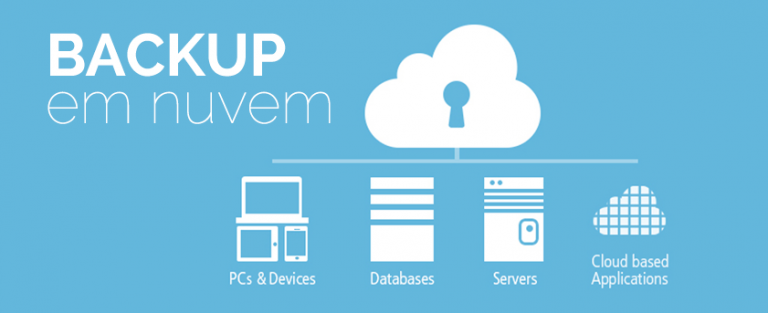 BACKUP
em nuvem
PCs & Devices
Databases
Servers
Cloud based
Applications